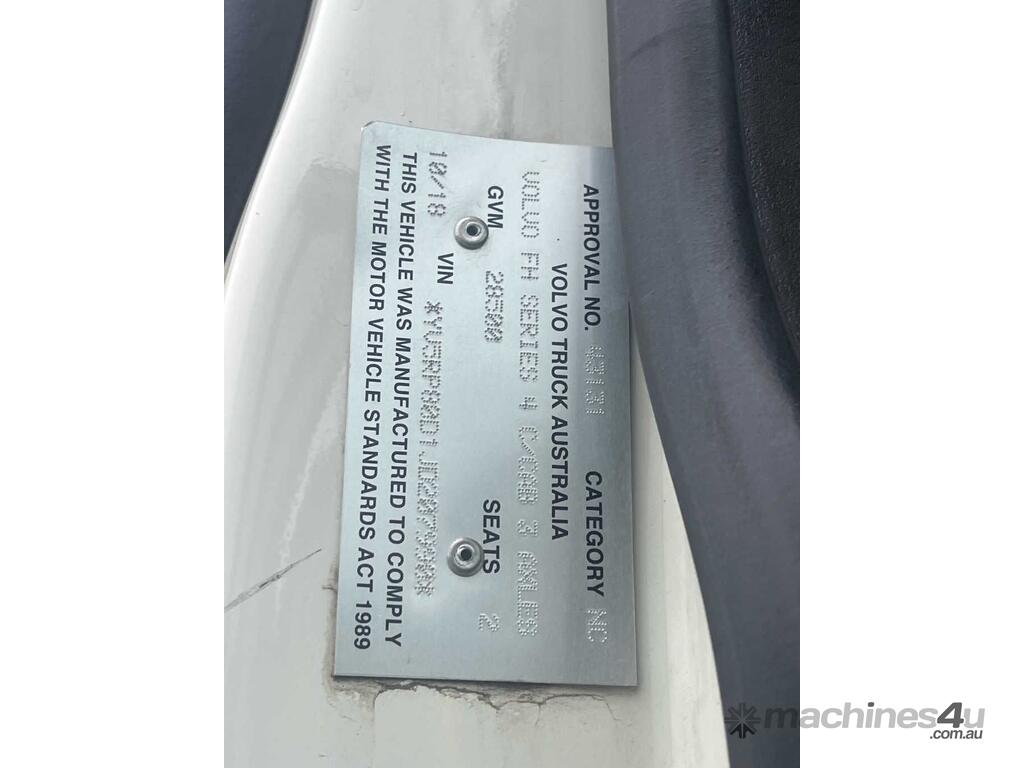 APPROVAL NO. 43131 CATEGORY NC
VOLVO TRUCK AUSTRALIA
VOLVO FH SERIES 4 C/CAB 3 AXLES
GVM 28500 SEATS 2
10/18 VIN
THIS VEHICLE WAS MANUFACTURED TO COMPLY
WITH THE MOTOR VEHICLE STANDARDS ACT 1989
machines4u
.com.au